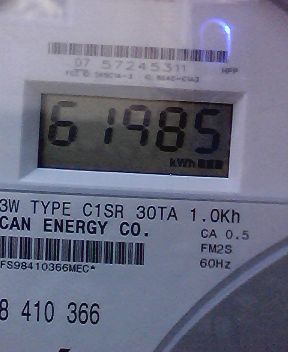 07 57245311
HPP
61985
kWh
3W TYPE C1SR 30TA 1.0Kh
CAN ENERGY CO.
CA 0.5
FM2S
FS98410366MEC*
60Hz
8 410 366